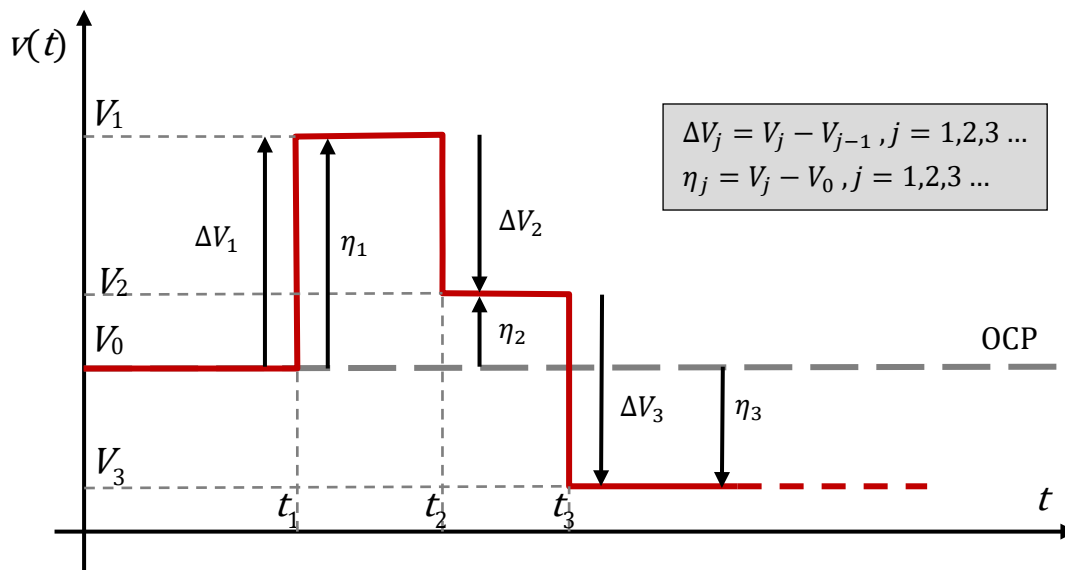 v(t)
V₁
ΔVⱼ = Vⱼ − Vⱼ₋₁ , j = 1,2,3 …
ηⱼ = Vⱼ − V₀ , j = 1,2,3 …
ΔV₁
η₁
ΔV₂
V₂
V₀
η₂
OCP
ΔV₃
η₃
V₃
t₁
t₂
t₃
t